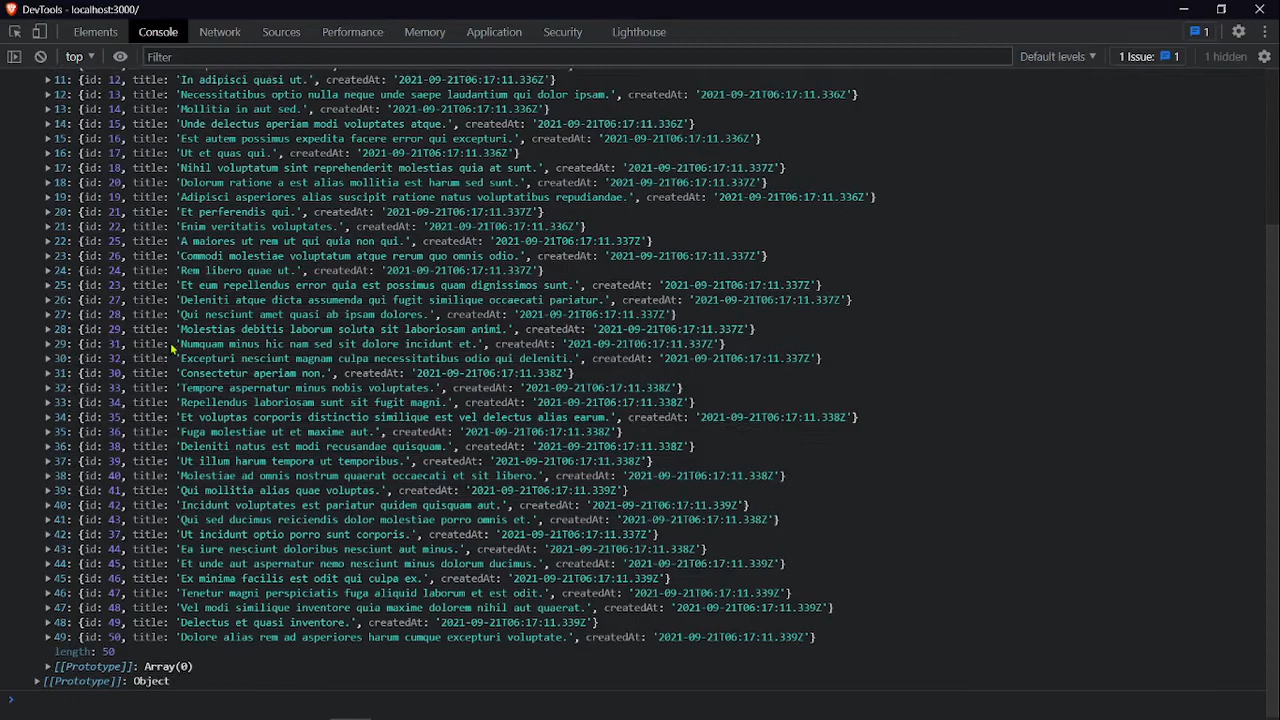 DevTools - localhost:3000/
Elements Console Network Sources Performance Memory Application Security Lighthouse 1
top Filter Default levels 1 Issue: 1 1 hidden
11: {id: 12, title: 'In adipisci quasi ut.', createdAt: '2021-09-21T06:17:11.336Z'}
12: {id: 13, title: 'Necessitatibus optio nulla neque unde saepe laudantium qui dolor ipsam.', createdAt: '2021-09-21T06:17:11.336Z'}
13: {id: 14, title: 'Mollitia in aut sed.', createdAt: '2021-09-21T06:17:11.336Z'}
14: {id: 15, title: 'Unde delectus aperiam modi voluptates atque.', createdAt: '2021-09-21T06:17:11.336Z'}
15: {id: 16, title: 'Est autem possimus expedita facere error qui excepturi.', createdAt: '2021-09-21T06:17:11.336Z'}
16: {id: 17, title: 'Ut et quas qui.', createdAt: '2021-09-21T06:17:11.336Z'}
17: {id: 18, title: 'Nihil voluptatum sint reprehenderit molestias quia at sunt.', createdAt: '2021-09-21T06:17:11.337Z'}
18: {id: 20, title: 'Dolorum ratione a est alias mollitia est harum sed sunt.', createdAt: '2021-09-21T06:17:11.337Z'}
19: {id: 19, title: 'Adipisci asperiores alias suscipit ratione natus voluptatibus repudiandae.', createdAt: '2021-09-21T06:17:11.336Z'}
20: {id: 21, title: 'Et perferendis qui.', createdAt: '2021-09-21T06:17:11.337Z'}
21: {id: 22, title: 'Enim veritatis voluptates.', createdAt: '2021-09-21T06:17:11.336Z'}
22: {id: 25, title: 'A maiores ut rem ut qui quia non qui.', createdAt: '2021-09-21T06:17:11.337Z'}
23: {id: 26, title: 'Commodi molestiae voluptatum atque rerum quo omnis odio.', createdAt: '2021-09-21T06:17:11.337Z'}
24: {id: 24, title: 'Rem libero quae ut.', createdAt: '2021-09-21T06:17:11.337Z'}
25: {id: 23, title: 'Et eum repellendus error quia est possimus quam dignissimos sunt.', createdAt: '2021-09-21T06:17:11.337Z'}
26: {id: 27, title: 'Deleniti atque dicta assumenda qui fugit similique occaecati pariatur.', createdAt: '2021-09-21T06:17:11.337Z'}
27: {id: 28, title: 'Qui nesciunt amet quasi ab ipsam dolores.', createdAt: '2021-09-21T06:17:11.337Z'}
28: {id: 29, title: 'Molestias debitis laborum soluta sit laboriosam animi.', createdAt: '2021-09-21T06:17:11.337Z'}
29: {id: 31, title: 'Numquam minus hic nam sed sit dolore incidunt et.', createdAt: '2021-09-21T06:17:11.337Z'}
30: {id: 32, title: 'Excepturi nesciunt magnam culpa necessitatibus odio qui deleniti.', createdAt: '2021-09-21T06:17:11.337Z'}
31: {id: 30, title: 'Consectetur aperiam non.', createdAt: '2021-09-21T06:17:11.338Z'}
32: {id: 33, title: 'Tempore aspernatur minus nobis voluptates.', createdAt: '2021-09-21T06:17:11.338Z'}
33: {id: 34, title: 'Repellendus laboriosam sunt sit fugit magni.', createdAt: '2021-09-21T06:17:11.338Z'}
34: {id: 35, title: 'Et voluptas corporis distinctio similique est vel delectus alias earum.', createdAt: '2021-09-21T06:17:11.338Z'}
35: {id: 36, title: 'Fuga molestiae ut et maxime aut.', createdAt: '2021-09-21T06:17:11.338Z'}
36: {id: 38, title: 'Deleniti natus est modi recusandae quisquam.', createdAt: '2021-09-21T06:17:11.338Z'}
37: {id: 39, title: 'Ut illum harum tempora ut temporibus.', createdAt: '2021-09-21T06:17:11.338Z'}
38: {id: 40, title: 'Molestiae ad omnis nostrum quaerat occaecati et sit libero.', createdAt: '2021-09-21T06:17:11.338Z'}
39: {id: 41, title: 'Qui mollitia alias quae voluptas.', createdAt: '2021-09-21T06:17:11.339Z'}
40: {id: 42, title: 'Incidunt voluptates est pariatur quidem quisquam aut.', createdAt: '2021-09-21T06:17:11.339Z'}
41: {id: 43, title: 'Qui sed ducimus reiciendis dolor molestiae porro omnis et.', createdAt: '2021-09-21T06:17:11.339Z'}
42: {id: 37, title: 'Ut incidunt optio porro sunt corporis.', createdAt: '2021-09-21T06:17:11.337Z'}
43: {id: 44, title: 'Ea iure nesciunt doloribus nesciunt aut minus.', createdAt: '2021-09-21T06:17:11.338Z'}
44: {id: 45, title: 'Et unde aut aspernatur nemo nesciunt minus dolorum ducimus.', createdAt: '2021-09-21T06:17:11.339Z'}
45: {id: 46, title: 'Ex minima facilis est odit qui culpa ex.', createdAt: '2021-09-21T06:17:11.339Z'}
46: {id: 47, title: 'Tenetur magni perspiciatis fuga aliquid laborum et est odit.', createdAt: '2021-09-21T06:17:11.339Z'}
47: {id: 48, title: 'Vel modi similique inventore quia maxime dolorem nihil aut quaerat.', createdAt: '2021-09-21T06:17:11.339Z'}
48: {id: 49, title: 'Delectus et quasi inventore.', createdAt: '2021-09-21T06:17:11.339Z'}
49: {id: 50, title: 'Dolore alias rem ad asperiores harum cumque excepturi voluptate.', createdAt: '2021-09-21T06:17:11.339Z'}
length: 50
[[Prototype]]: Array(0)
[[Prototype]]: Object